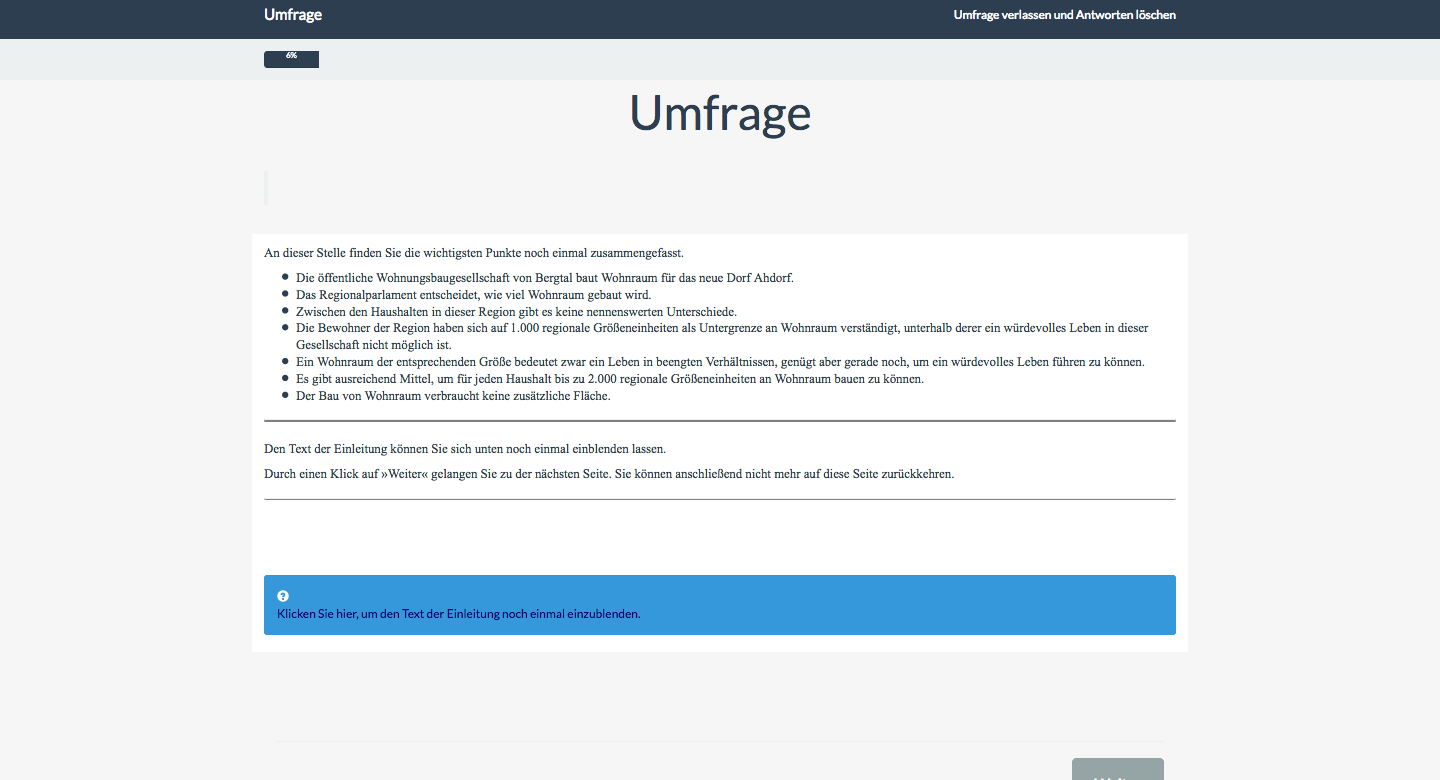 Umfrage
Umfrage verlassen und Antworten löschen
6%
Umfrage
An dieser Stelle finden Sie die wichtigsten Punkte noch einmal zusammengefasst.
Die öffentliche Wohnungsbaugesellschaft von Bergtal baut Wohnraum für das neue Dorf Ahdorf.
Das Regionalparlament entscheidet, wie viel Wohnraum gebaut wird.
Zwischen den Haushalten in dieser Region gibt es keine nennenswerten Unterschiede.
Die Bewohner der Region haben sich auf 1.000 regionale Größeneinheiten als Untergrenze an Wohnraum verständigt, unterhalb derer ein würdevolles Leben in dieser
Gesellschaft nicht möglich ist.
Ein Wohnraum der entsprechenden Größe bedeutet zwar ein Leben in beengten Verhältnissen, genügt aber gerade noch, um ein würdevolles Leben führen zu können.
Es gibt ausreichend Mittel, um für jeden Haushalt bis zu 2.000 regionale Größeneinheiten an Wohnraum bauen zu können.
Der Bau von Wohnraum verbraucht keine zusätzliche Fläche.
Den Text der Einleitung können Sie sich unten noch einmal einblenden lassen.
Durch einen Klick auf »Weiter« gelangen Sie zu der nächsten Seite. Sie können anschließend nicht mehr auf diese Seite zurückkehren.
Klicken Sie hier, um den Text der Einleitung noch einmal einzublenden.